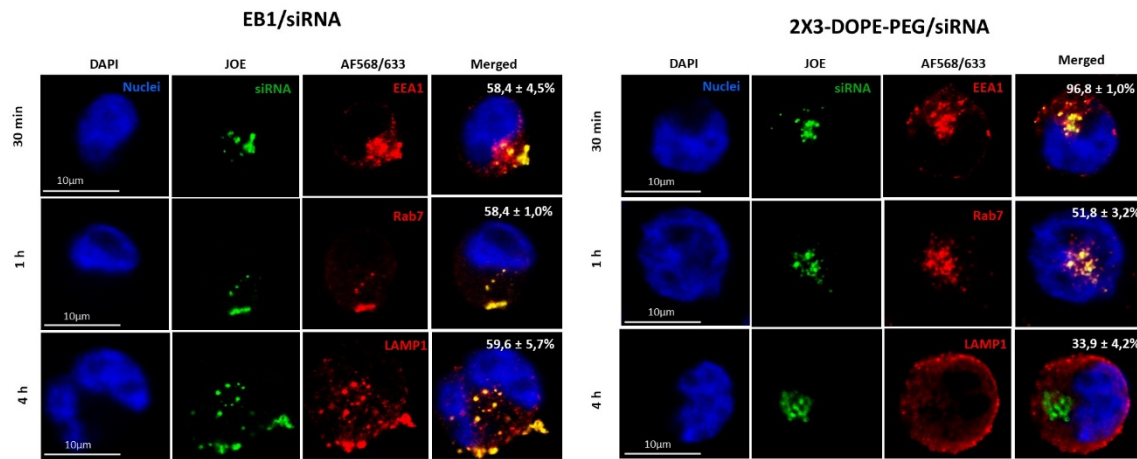 EB1/siRNA
DAPI JOE AF568/633 Merged
30 min
Nuclei siRNA EEA1 58,4 ± 4,5%
10µm
1 h
Rab7 58,4 ± 1,0%
10µm
4 h
LAMP1 59,6 ± 5,7%
10µm
2X3-DOPE-PEG/siRNA
DAPI JOE AF568/633 Merged
30 min
Nuclei siRNA EEA1 96,8 ± 1,0%
10µm
1 h
Rab7 51,8 ± 3,2%
10µm
4 h
LAMP1 33,9 ± 4,2%
10µm